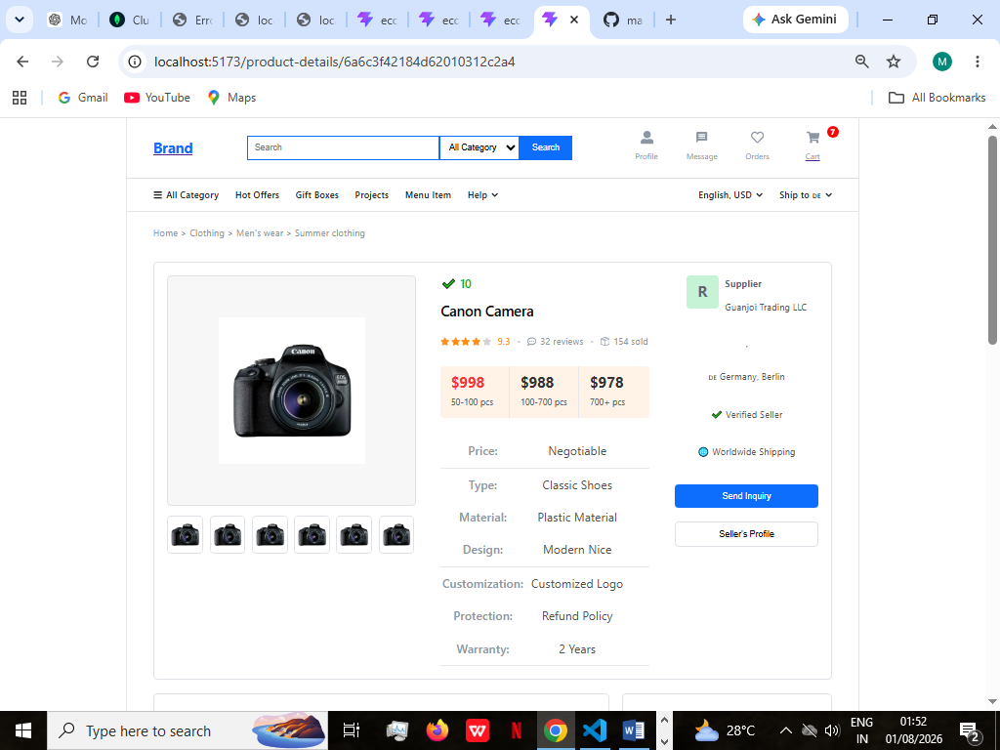 Mo
Clu
Erro
loc
loc
ecc
ecc
ecc
ma
Ask Gemini
localhost:5173/product-details/6a6c3f42184d62010312c2a4
M
Gmail
YouTube
Maps
All Bookmarks
Brand
Search
All Category
Search
Profile
Message
Orders
7
Cart
All Category
Hot Offers
Gift Boxes
Projects
Menu Item
Help
English, USD
Ship to DE
Home > Clothing > Men's wear > Summer clothing
10
Canon Camera
9.3
32 reviews
154 sold
$998
50-100 pcs
$988
100-700 pcs
$978
700+ pcs
Price: Negotiable
Type: Classic Shoes
Material: Plastic Material
Design: Modern Nice
Customization: Customized Logo
Protection: Refund Policy
Warranty: 2 Years
R
Supplier
Guanjoi Trading LLC
DE Germany, Berlin
Verified Seller
Worldwide Shipping
Send Inquiry
Seller's Profile
Canon
Type here to search
28°C
ENG
IN
01:52
01/08/2026
2